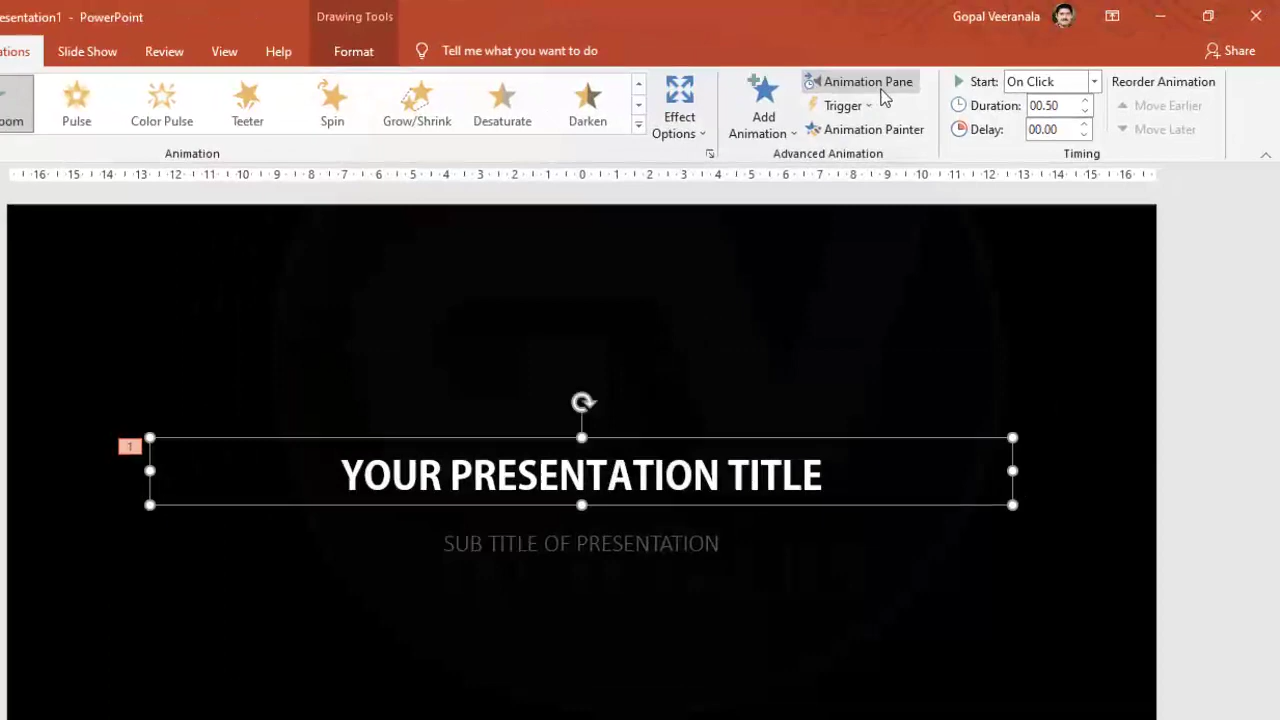 esentation1 - PowerPoint
Drawing Tools
Gopal Veeranala
ations
Slide Show
Review
View
Help
Format
Tell me what you want to do
Share
oom
Pulse
Color Pulse
Teeter
Spin
Grow/Shrink
Desaturate
Darken
Effect
Options
Add
Animation
Animation Pane
Trigger
Animation Painter
Start: On Click
Duration: 00.50
Delay: 00.00
Reorder Animation
Move Earlier
Move Later
Animation
Advanced Animation
Timing
16 15 14 13 12 11 10 9 8 7 6 5 4 3 2 1 0 1 2 3 4 5 6 7 8 9 10 11 12 13 14 15 16
1
YOUR PRESENTATION TITLE
SUB TITLE OF PRESENTATION